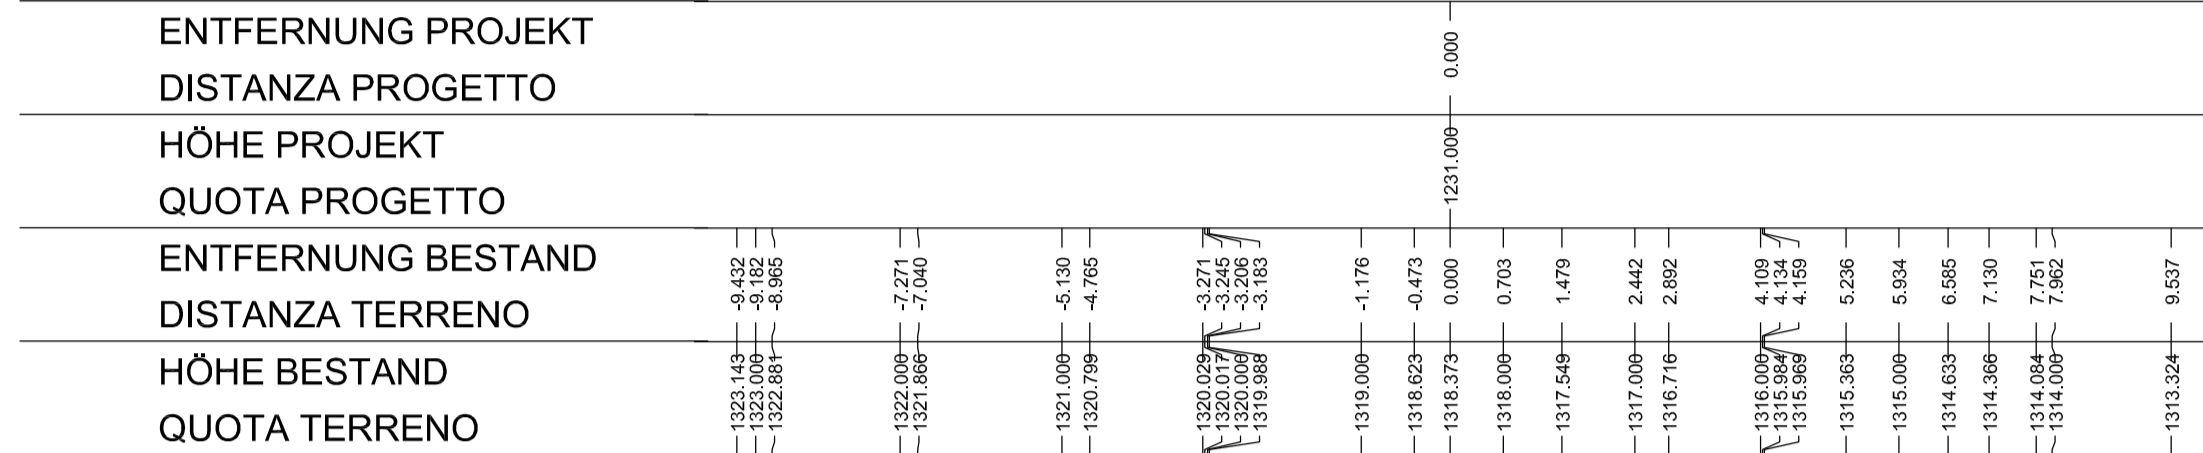 ENTFERNUNG PROJEKT
DISTANZA PROGETTO
0.000
HÖHE PROJEKT
QUOTA PROGETTO
1231.000
ENTFERNUNG BESTAND
DISTANZA TERRENO
-9.432 -9.182 -8.965 -7.271 -7.040 -5.130 -4.765 -3.271 -3.245 -3.206 -3.183 -1.176 -0.473 0.000 0.703 1.479 2.442 2.892 4.109 4.134 4.159 5.236 5.934 6.585 7.130 7.751 7.962 9.537
HÖHE BESTAND
QUOTA TERRENO
1323.143 1323.000 1322.881 1322.000 1321.866 1321.000 1320.799 1320.029 1320.017 1320.000 1319.988 1319.000 1318.623 1318.373 1318.000 1317.549 1317.000 1316.716 1316.000 1315.984 1315.969 1315.363 1315.000 1314.633 1314.366 1314.084 1314.000 1313.324